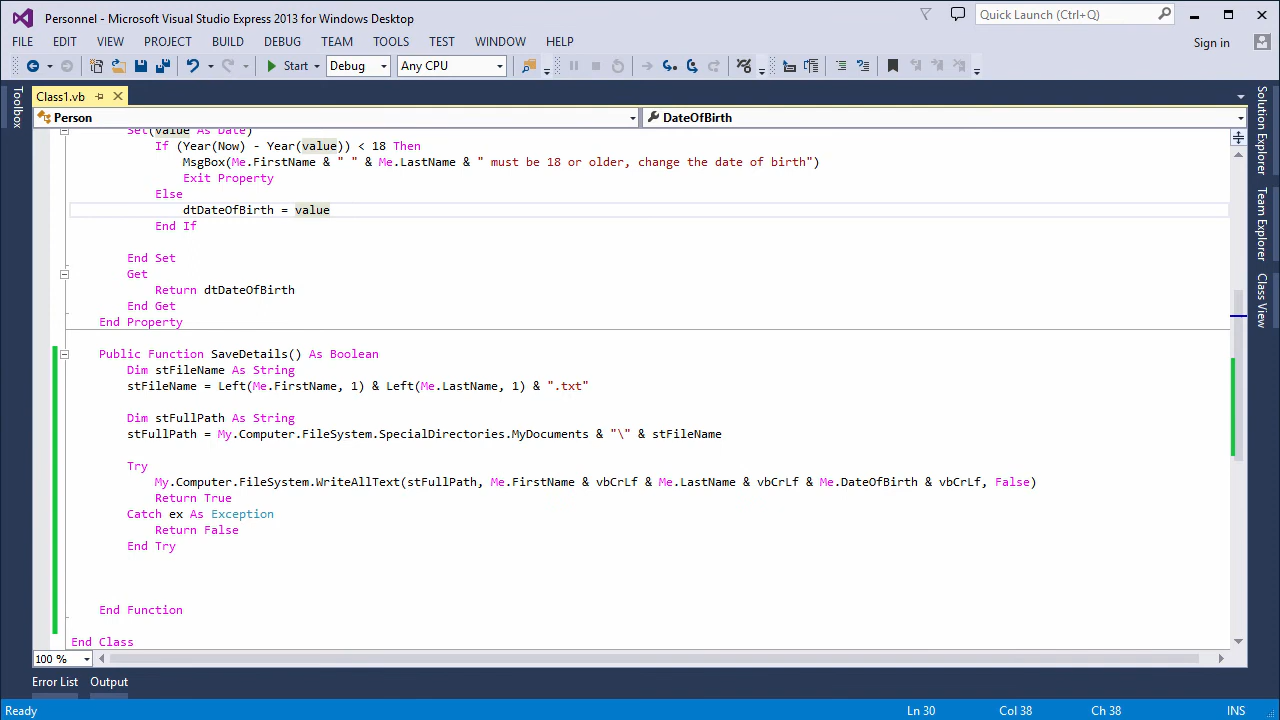 Personnel - Microsoft Visual Studio Express 2013 for Windows Desktop
Quick Launch (Ctrl+Q)
FILE EDIT VIEW PROJECT BUILD DEBUG TEAM TOOLS TEST WINDOW HELP
Sign in
Start Debug Any CPU
Toolbox
Class1.vb
Person DateOfBirth
Solution Explorer
Team Explorer
Class View
Set(value As Date)
If (Year(Now) - Year(value)) < 18 Then
MsgBox(Me.FirstName & " " & Me.LastName & " must be 18 or older, change the date of birth")
Exit Property
Else
dtDateOfBirth = value
End If
End Set
Get
Return dtDateOfBirth
End Get
End Property
Public Function SaveDetails() As Boolean
Dim stFileName As String
stFileName = Left(Me.FirstName, 1) & Left(Me.LastName, 1) & ".txt"
Dim stFullPath As String
stFullPath = My.Computer.FileSystem.SpecialDirectories.MyDocuments & "\" & stFileName
Try
My.Computer.FileSystem.WriteAllText(stFullPath, Me.FirstName & vbCrLf & Me.LastName & vbCrLf & Me.DateOfBirth & vbCrLf, False)
Return True
Catch ex As Exception
Return False
End Try
End Function
End Class
100 %
Error List Output
Ready Ln 30 Col 38 Ch 38 INS